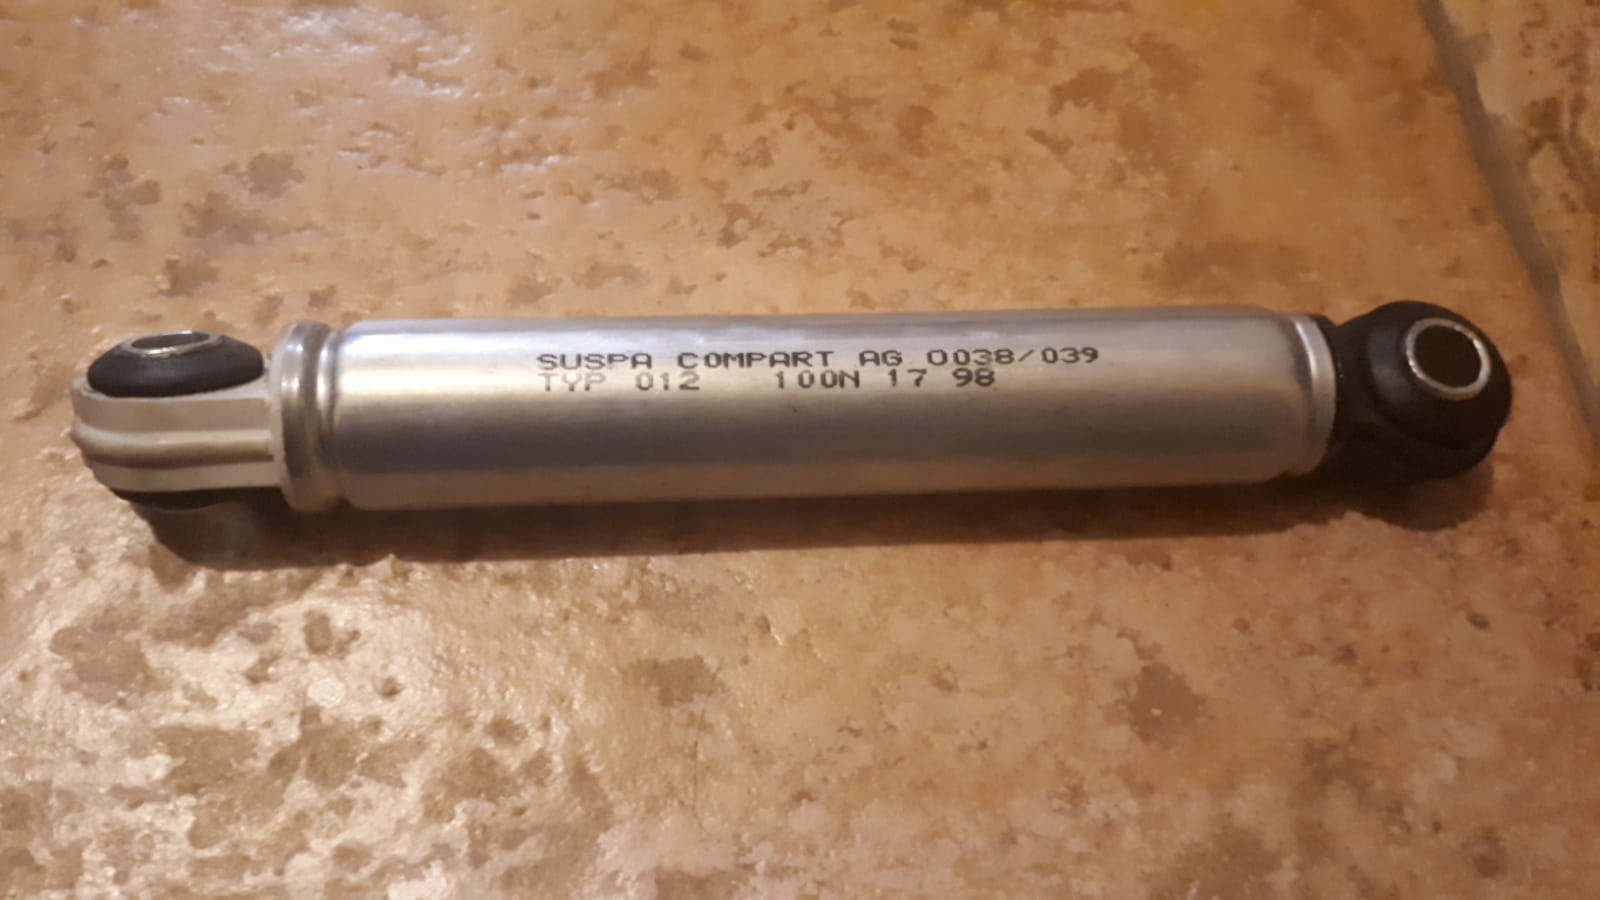 SUSPA COMPART AG 0038/039
TYP 012 100N 17 98